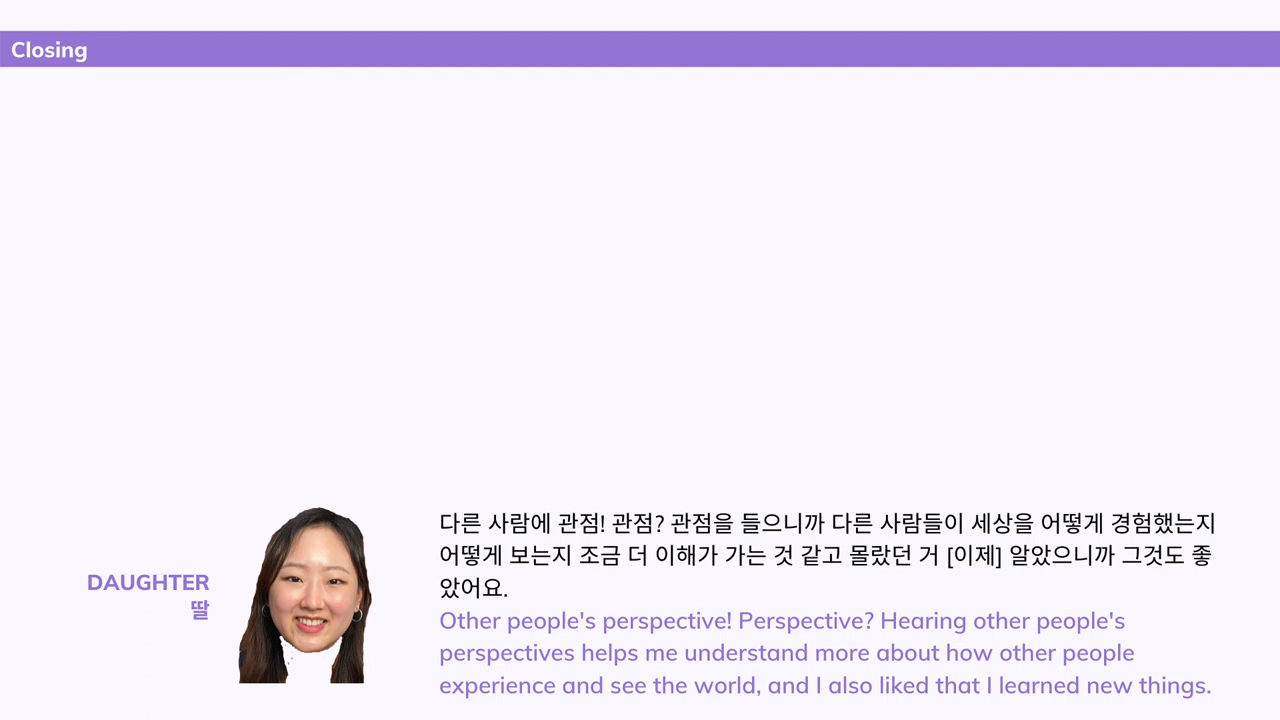 Closing
DAUGHTER
딸
다른 사람에 관점! 관점? 관점을 들으니까 다른 사람들이 세상을 어떻게 경험했는지
어떻게 보는지 조금 더 이해가 가는 것 같고 몰랐던 거 [이제] 알았으니까 그것도 좋
았어요.
Other people's perspective! Perspective? Hearing other people's
perspectives helps me understand more about how other people
experience and see the world, and I also liked that I learned new things.